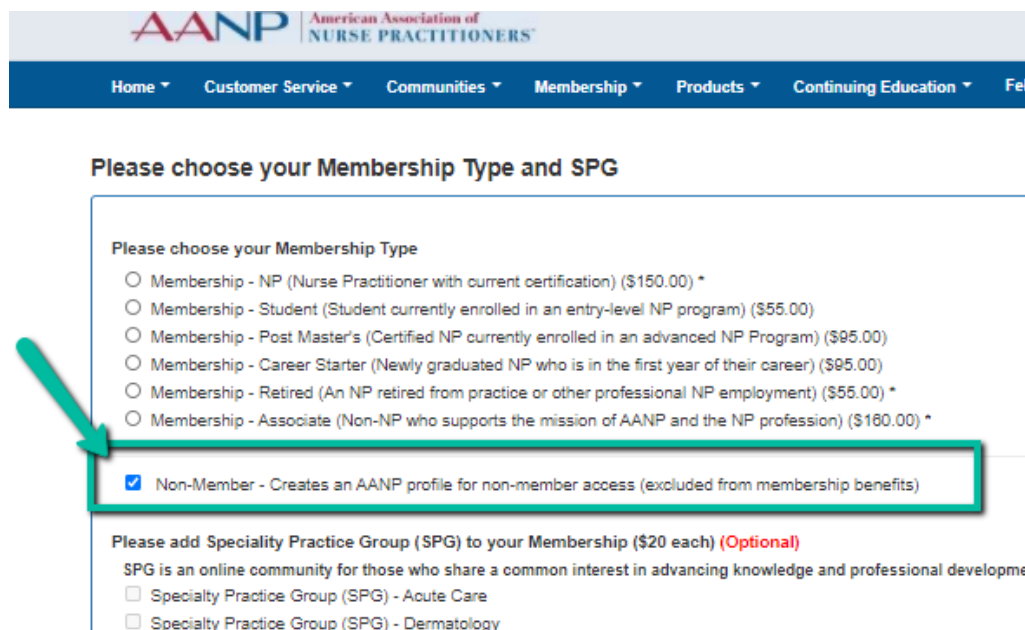 AANP American Association of
NURSE PRACTITIONERS
Home Customer Service Communities Membership Products Continuing Education
Please choose your Membership Type and SPG
Please choose your Membership Type
Membership - NP (Nurse Practitioner with current certification) ($150.00) *
Membership - Student (Student currently enrolled in an entry-level NP program) ($55.00)
Membership - Post Master's (Certified NP currently enrolled in an advanced NP Program) ($95.00)
Membership - Career Starter (Newly graduated NP who is in the first year of their career) ($95.00)
Membership - Retired (An NP retired from practice or other professional NP employment) ($55.00) *
Membership - Associate (Non-NP who supports the mission of AANP and the NP profession) ($160.00) *
Non-Member - Creates an AANP profile for non-member access (excluded from membership benefits)
Please add Speciality Practice Group (SPG) to your Membership ($20 each) (Optional)
SPG is an online community for those who share a common interest in advancing knowledge and professional developme
Specialty Practice Group (SPG) - Acute Care
Specialty Practice Group (SPG) - Dermatology